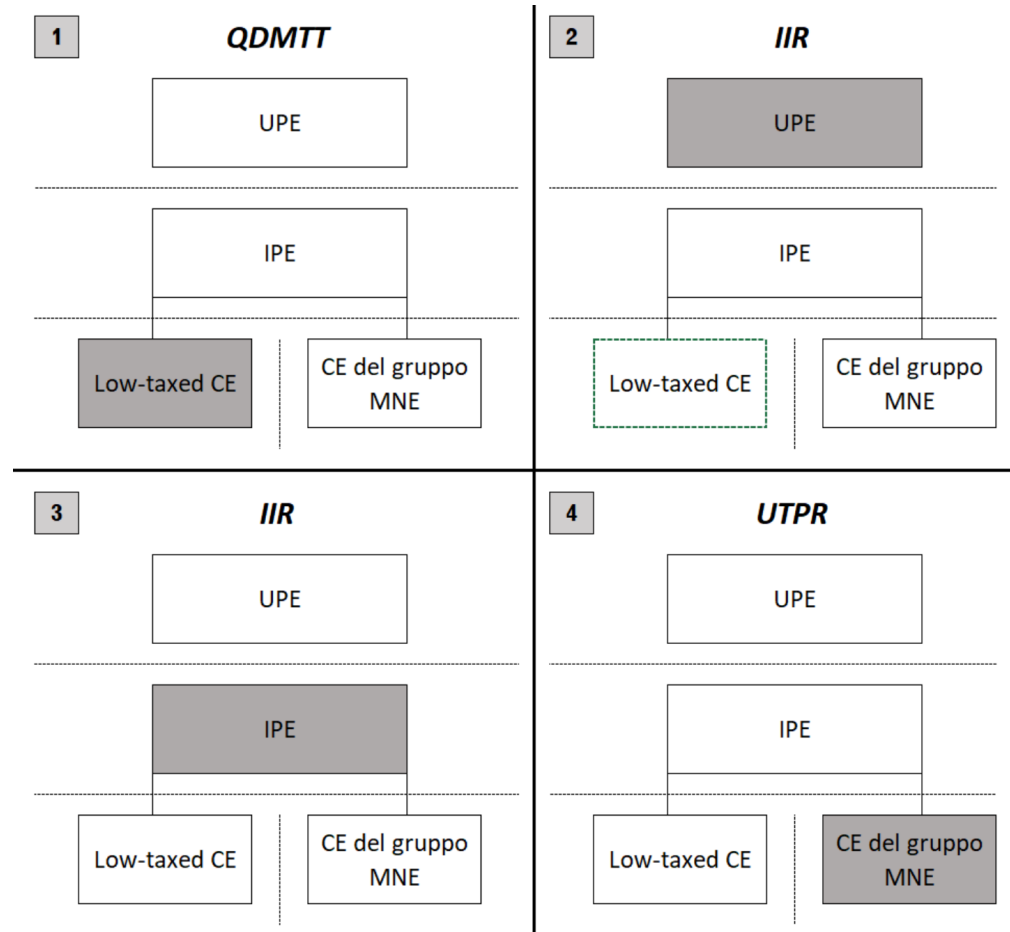 1
QDMTT
UPE
IPE
Low-taxed CE
CE del gruppo
MNE
2
IIR
UPE
IPE
Low-taxed CE
CE del gruppo
MNE
3
IIR
UPE
IPE
Low-taxed CE
CE del gruppo
MNE
4
UTPR
UPE
IPE
Low-taxed CE
CE del gruppo
MNE